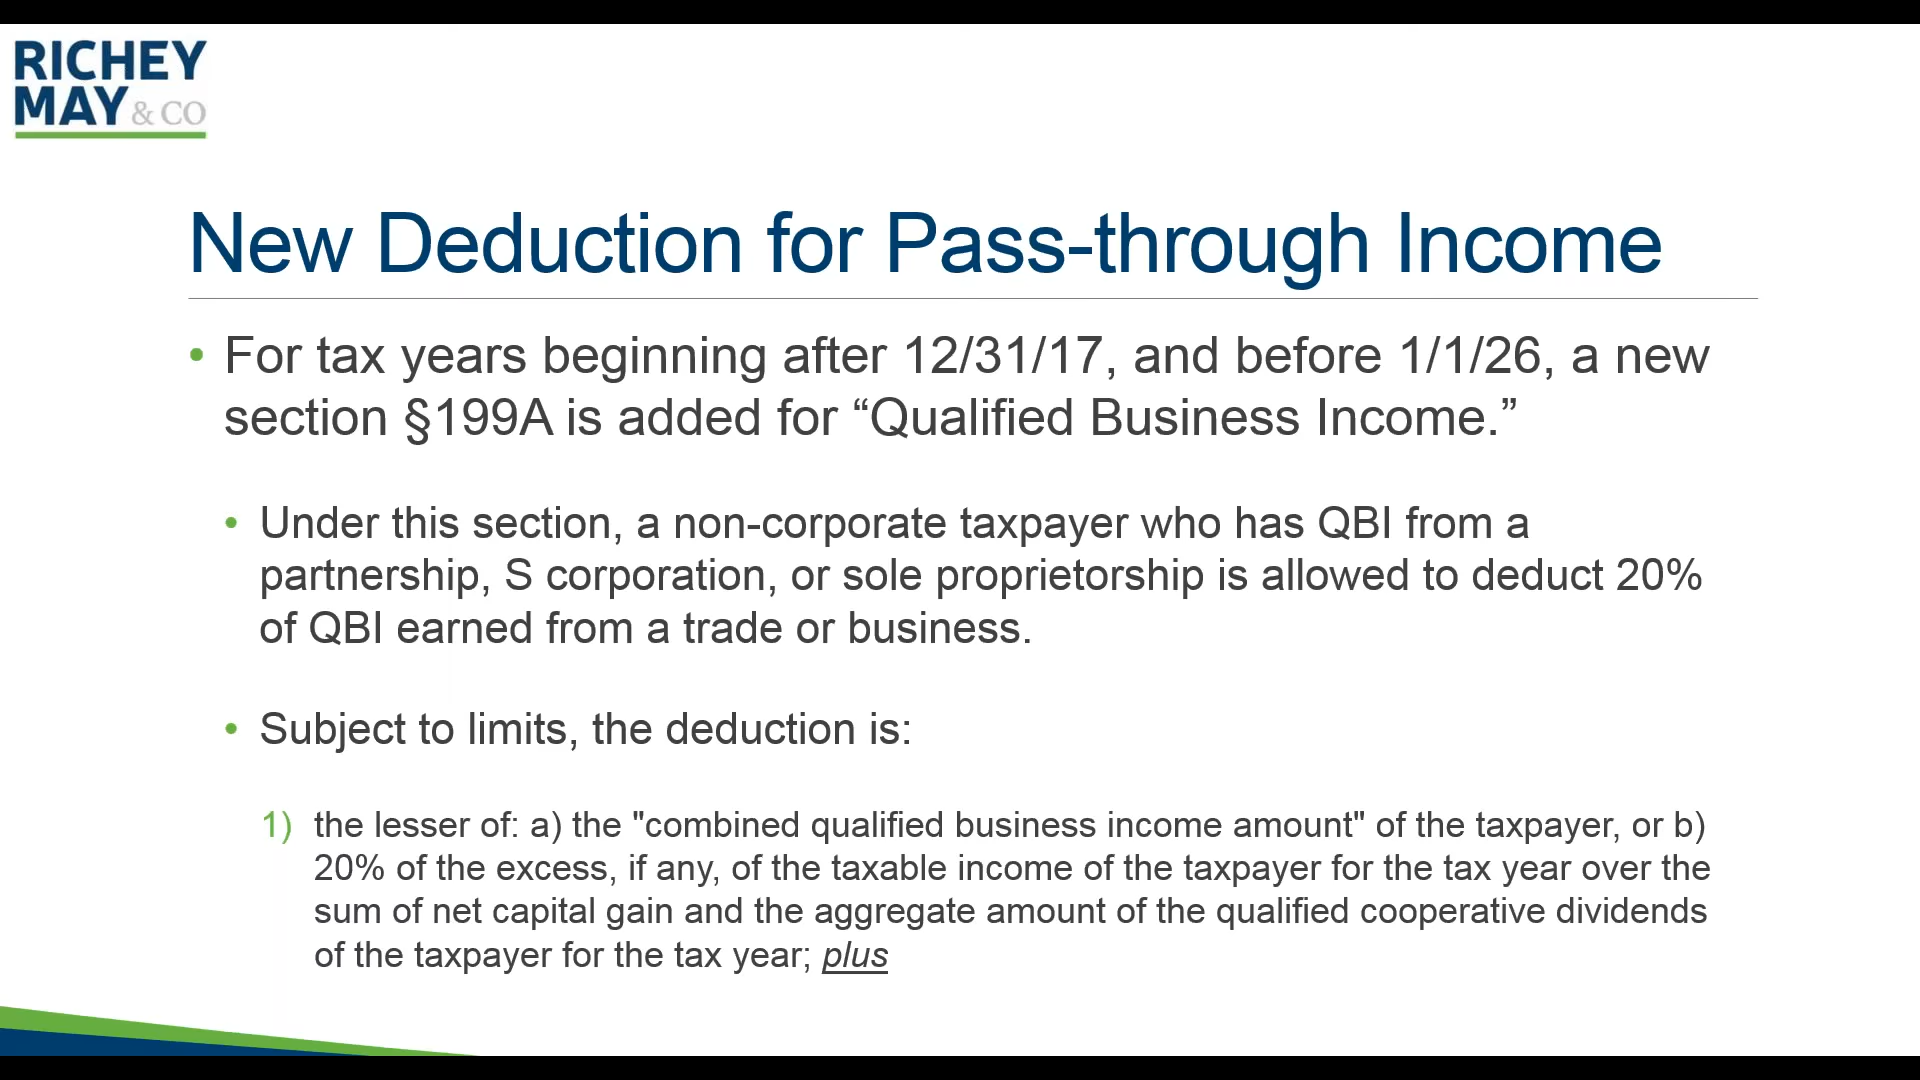 RICHEY
MAY & CO
New Deduction for Pass-through Income
• For tax years beginning after 12/31/17, and before 1/1/26, a new
section §199A is added for “Qualified Business Income.”
• Under this section, a non-corporate taxpayer who has QBI from a
partnership, S corporation, or sole proprietorship is allowed to deduct 20%
of QBI earned from a trade or business.
• Subject to limits, the deduction is:
1) the lesser of: a) the "combined qualified business income amount" of the taxpayer, or b)
20% of the excess, if any, of the taxable income of the taxpayer for the tax year over the
sum of net capital gain and the aggregate amount of the qualified cooperative dividends
of the taxpayer for the tax year; plus